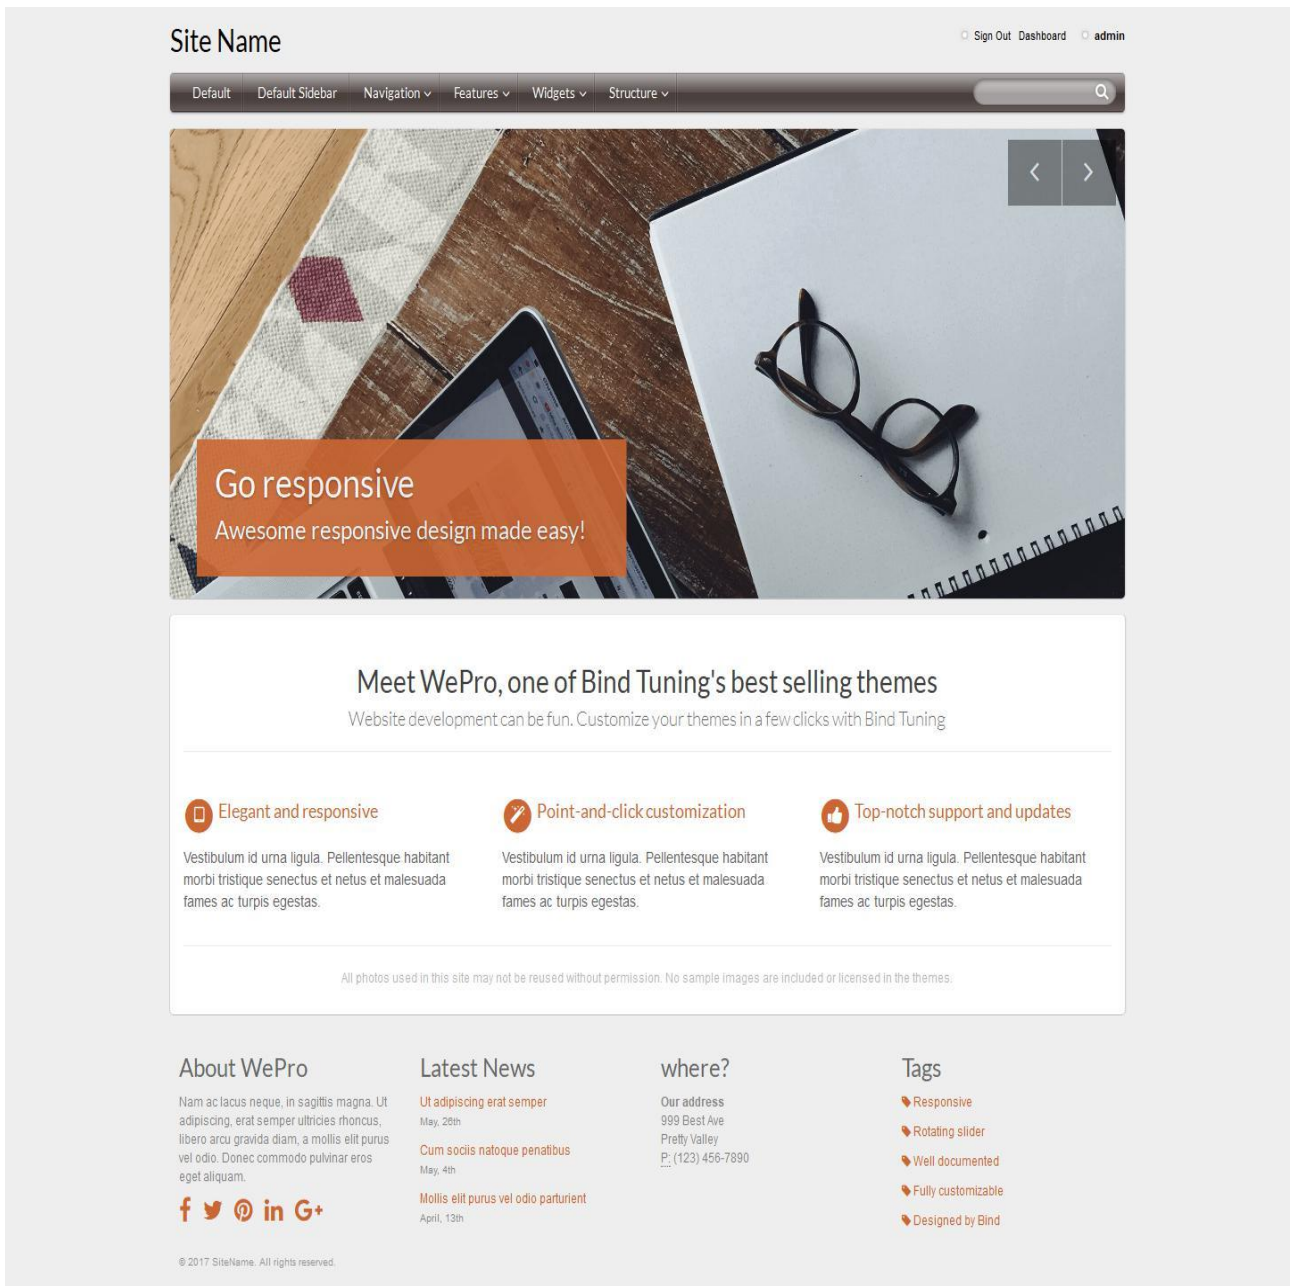 Site Name
Sign Out Dashboard admin
Default Default Sidebar Navigation Features Widgets Structure
Go responsive
Awesome responsive design made easy!
Meet WePro, one of Bind Tuning's best selling themes
Website development can be fun. Customize your themes in a few clicks with Bind Tuning
Elegant and responsive
Vestibulum id urna ligula. Pellentesque habitant
morbi tristique senectus et netus et malesuada
fames ac turpis egestas.
Point-and-click customization
Vestibulum id urna ligula. Pellentesque habitant
morbi tristique senectus et netus et malesuada
fames ac turpis egestas.
Top-notch support and updates
Vestibulum id urna ligula. Pellentesque habitant
morbi tristique senectus et netus et malesuada
fames ac turpis egestas.
All photos used in this site may not be reused without permission. No sample images are included or licensed in the themes.
About WePro
Nam ac lacus neque, in sagittis magna. Ut
adipiscing, erat semper ultricies rhoncus,
libero arcu gravida diam, a mollis elit purus
vel odio. Donec commodo pulvinar eros
eget aliquam.
Latest News
Ut adipiscing erat semper
May, 26th
Cum sociis natoque penatibus
May, 4th
Mollis elit purus vel odio parturient
April, 13th
where?
Our address
999 Best Ave
Pretty Valley
P: (123) 456-7890
Tags
Responsive
Rotating slider
Well documented
Fully customizable
Designed by Bind
© 2017 SiteName. All rights reserved.